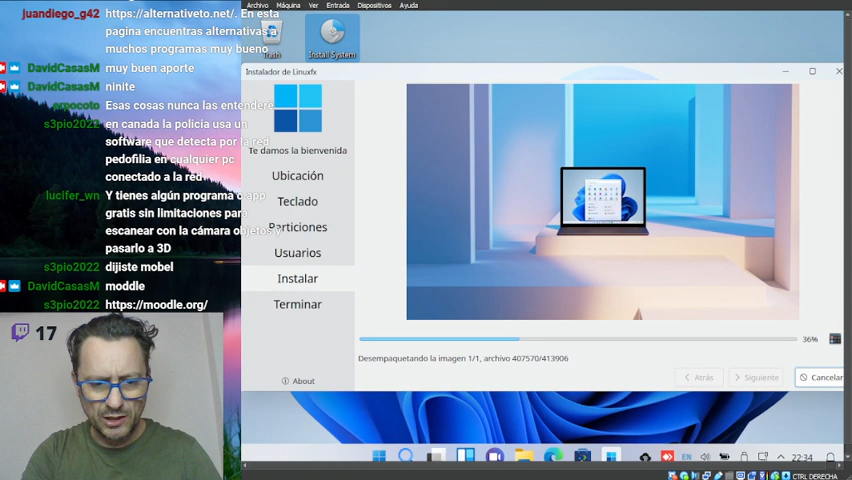 Archivo Máquina Ver Entrada Dispositivos Ayuda
juandiego_g42 https://alternativeto.net/. En esta
pagina encuentras alternativas a
muchos programas muy bueno
DavidCasasM muy buen aporte
DavidCasasM ninite
Esas cosas nunca las entenderé
s3pio2022 en canada la policía usa un
software que detecta por la red
pedofilia en cualquier pc
conectado a la red
lucifer_wn Y tienes algún programa o app
gratis sin limitaciones para
escanear con la cámara objetos y
pasarlo a 3D
s3pio2022 dijiste mobel
DavidCasasM moddle
s3pio2022 https://moodle.org/
17
Trash
Install System
Instalador de Linuxfx
Te damos la bienvenida
Ubicación
Teclado
Particiones
Usuarios
Instalar
Terminar
About
36%
Desempaquetando la imagen 1/1, archivo 407570/413906
Atrás
Siguiente
Cancelar
EN
22:34
CTRL DERECHA